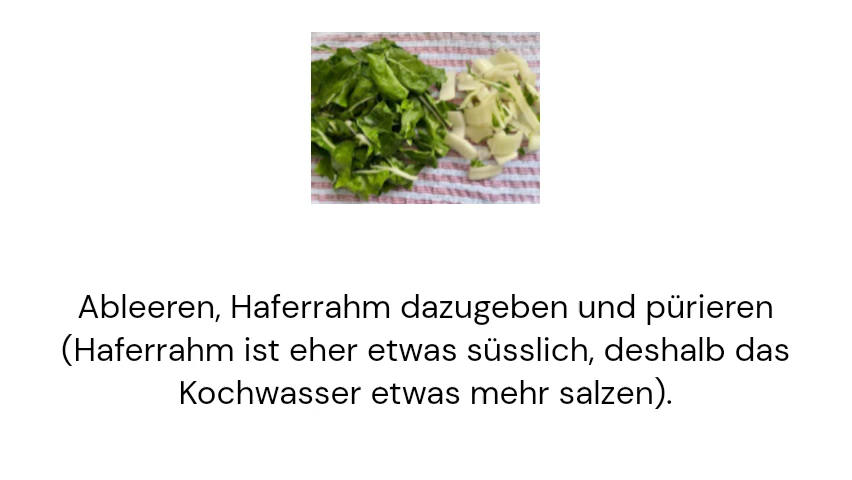 Ableeren, Haferrahm dazugeben und pürieren
(Haferrahm ist eher etwas süsslich, deshalb das
Kochwasser etwas mehr salzen).